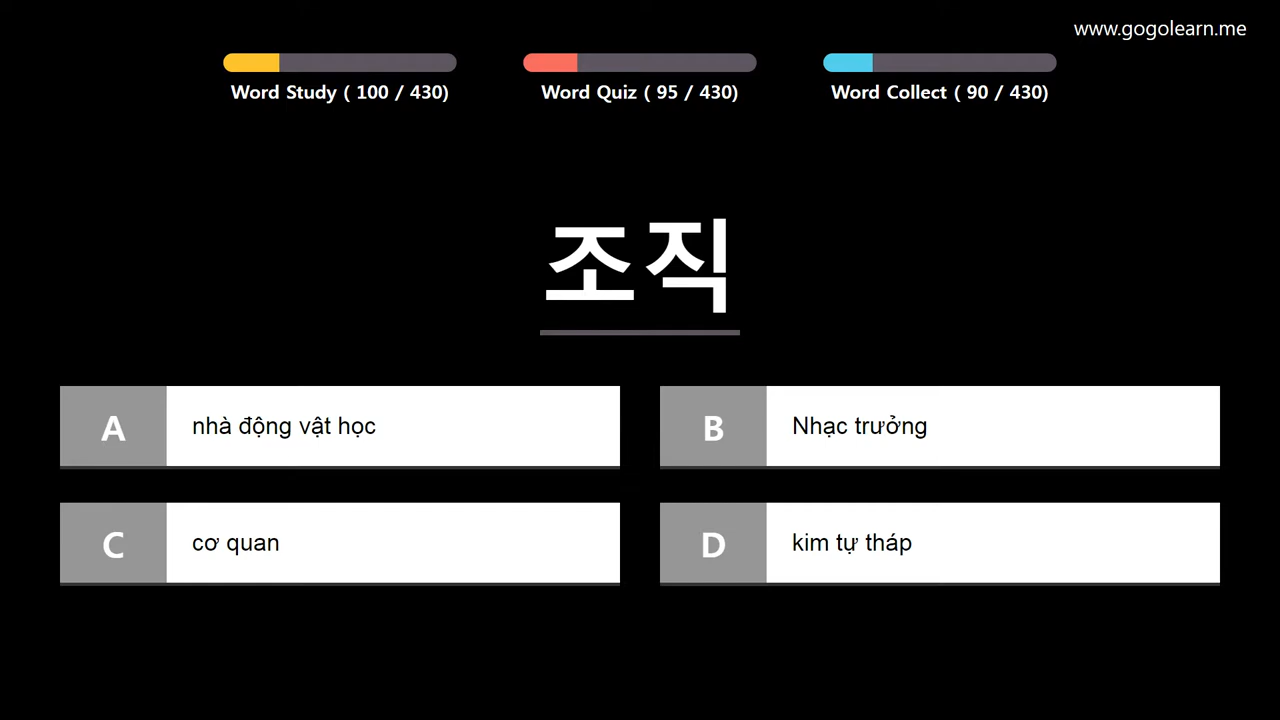 www.gogolearn.me
Word Study ( 100 / 430)
Word Quiz ( 95 / 430)
Word Collect ( 90 / 430)
조직
A nhà động vật học
B Nhạc trưởng
C cơ quan
D kim tự tháp